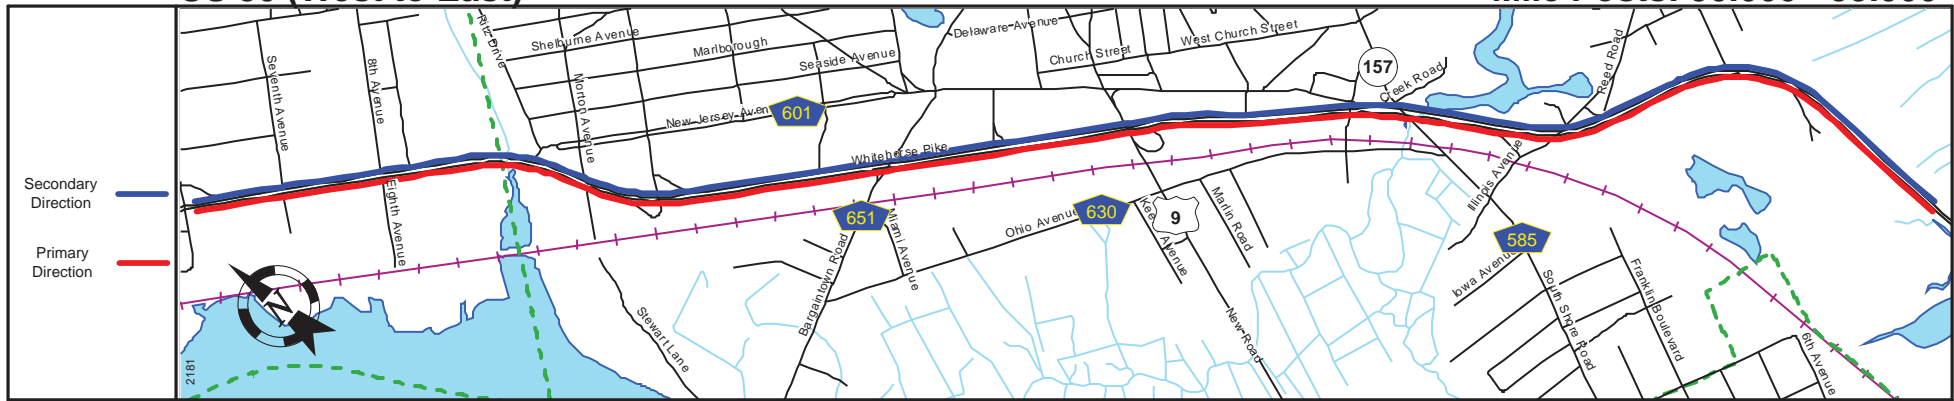 Secondary
Direction
Primary
Direction
Seventh Avenue
8th Avenue
Eighth Avenue
Ritz Drive
Shelburne Avenue
Marlborough
Seaside Avenue
Morton Avenue
New Jersey Aven
601
Whitehorse Pike
Delaware Avenue
Church Street
West Church Street
157
Creek Road
Reed Road
651
Miami Avenue
Bargaintown Road
Ohio Avenue
630
9
Avenue
Marlin Road
New Road
Illinois Avenue
585
Iowa Avenue
South Shore Road
Franklin Boulevard
6th Avenue
Stewart Lane
N
2181